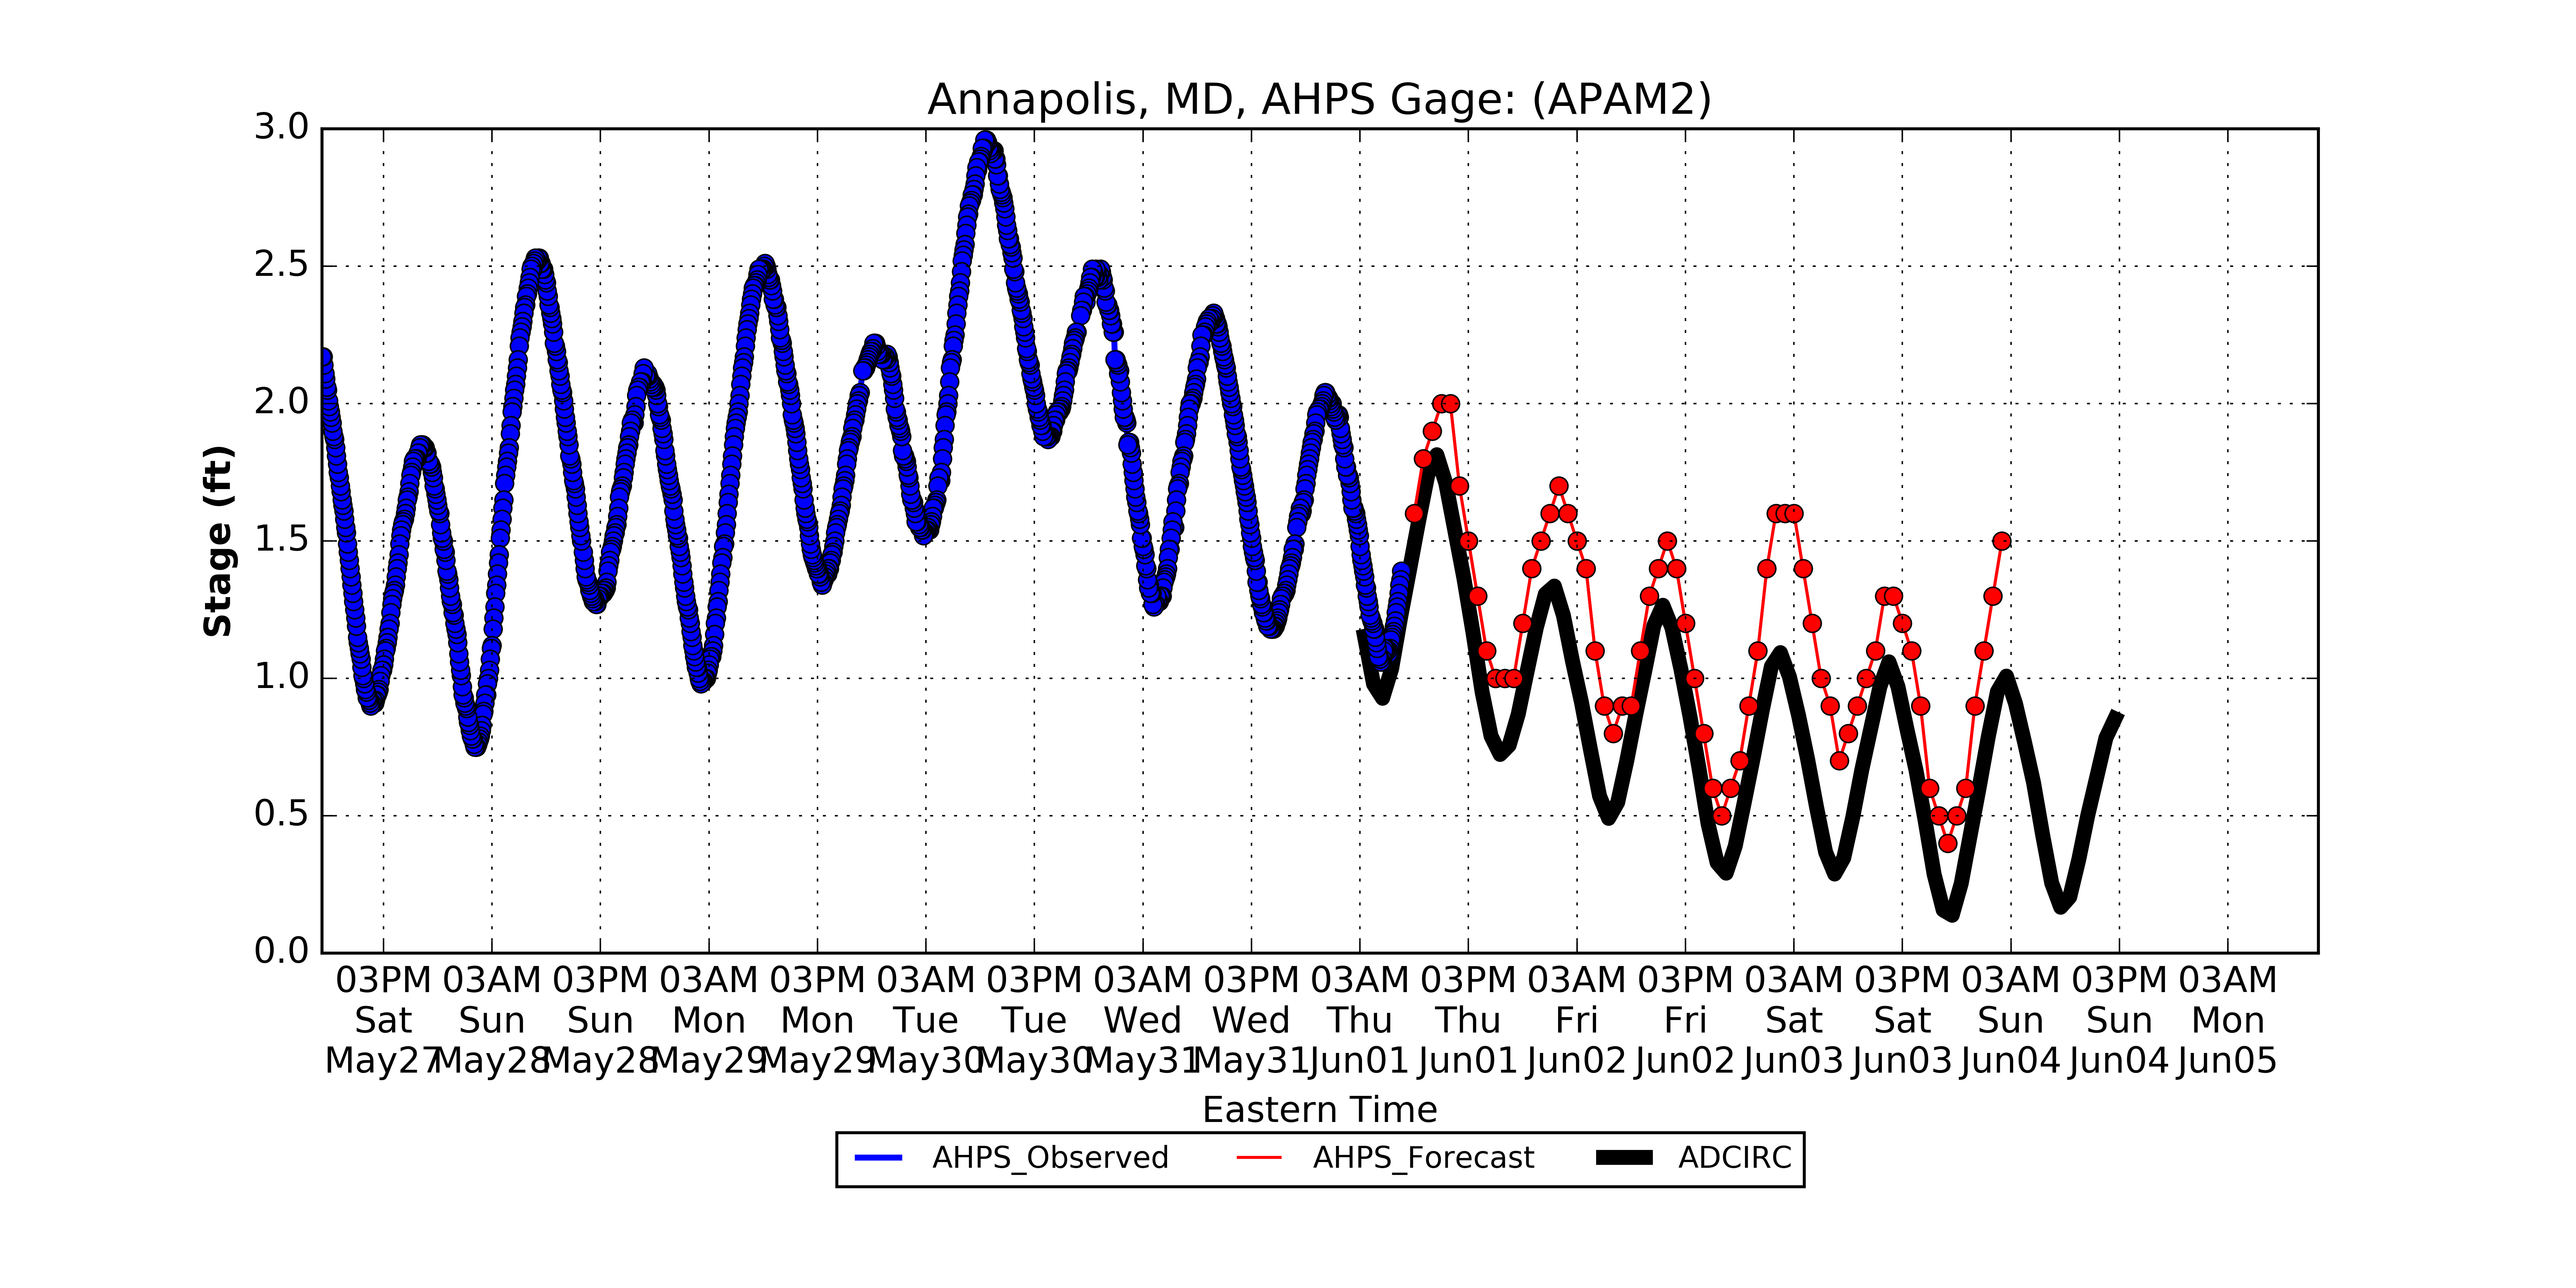 Annapolis, MD, AHPS Gage: (APAM2)
3.0
2.5
2.0
1.5
1.0
0.5
0.0
Stage (ft)
03PM 03AM 03PM 03AM 03PM 03AM 03PM 03AM 03PM 03AM 03PM 03AM 03PM 03AM 03PM 03AM 03PM 03AM
Sat Sun Sun Mon Mon Tue Tue Wed Wed Thu Thu Fri Fri Sat Sat Sun Sun Mon
May27 May28 May28 May29 May29 May30 May30 May31 May31 Jun01 Jun01 Jun02 Jun02 Jun03 Jun03 Jun04 Jun04 Jun05
Eastern Time
AHPS_Observed AHPS_Forecast ADCIRC